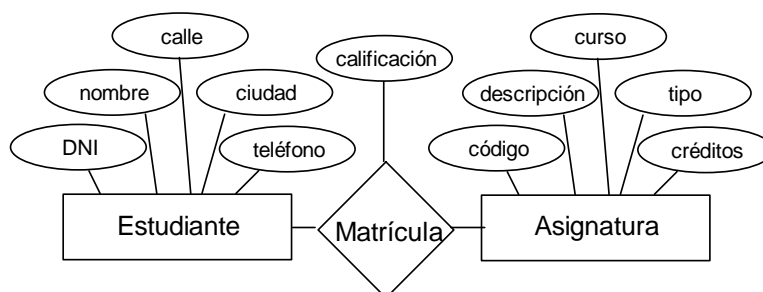 calle
curso
calificación
nombre
ciudad
descripción
tipo
DNI
teléfono
código
créditos
Estudiante
Matrícula
Asignatura